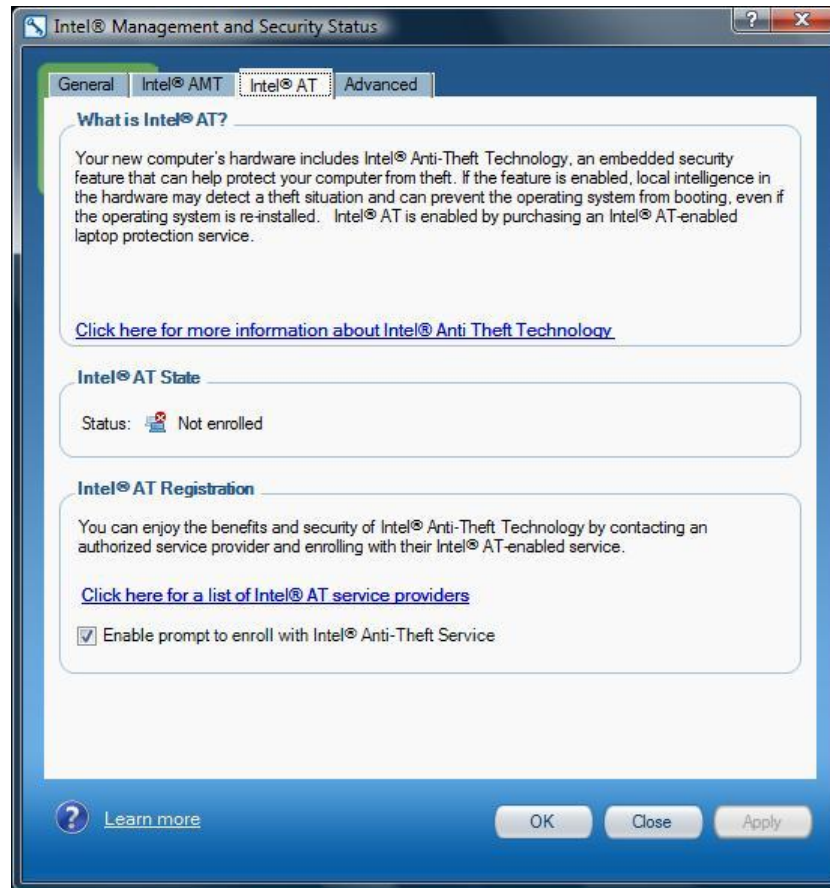 Intel® Management and Security Status
?
X
General Intel® AMT Intel® AT Advanced
What is Intel® AT?
Your new computer's hardware includes Intel® Anti-Theft Technology, an embedded security
feature that can help protect your computer from theft. If the feature is enabled, local intelligence in
the hardware may detect a theft situation and can prevent the operating system from booting, even if
the operating system is re-installed. Intel® AT is enabled by purchasing an Intel® AT-enabled
laptop protection service.
Click here for more information about Intel® Anti Theft Technology
Intel® AT State
Status: Not enrolled
Intel® AT Registration
You can enjoy the benefits and security of Intel® Anti-Theft Technology by contacting an
authorized service provider and enrolling with their Intel® AT-enabled service.
Click here for a list of Intel® AT service providers
Enable prompt to enroll with Intel® Anti-Theft Service
? Learn more OK Close Apply